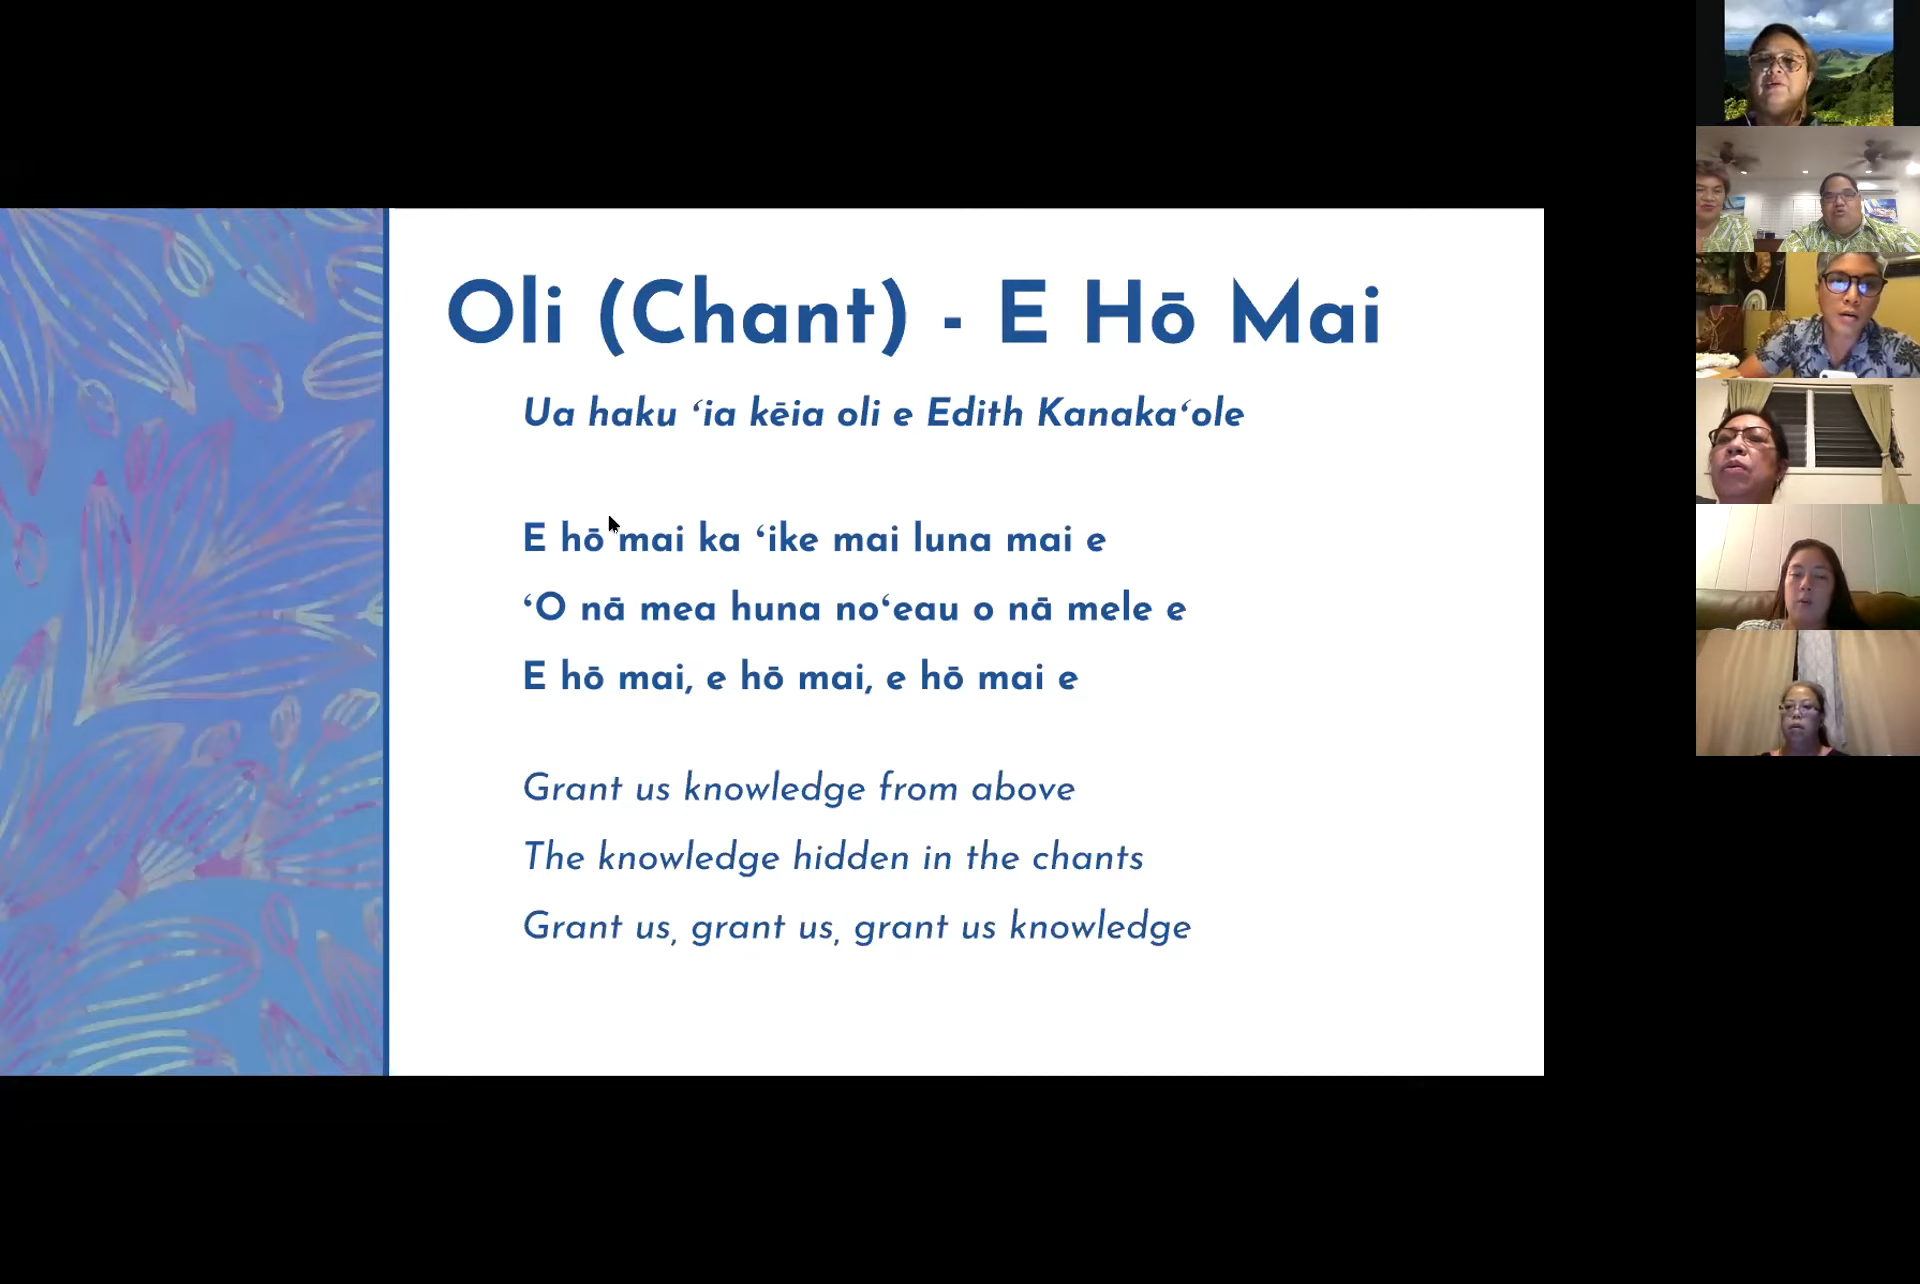 Oli (Chant) - E Hō Mai
Ua haku ʻia kēia oli e Edith Kanakaʻole
E hō mai ka ʻike mai luna mai e
ʻO nā mea huna noʻeau o nā mele e
E hō mai, e hō mai, e hō mai e
Grant us knowledge from above
The knowledge hidden in the chants
Grant us, grant us, grant us knowledge